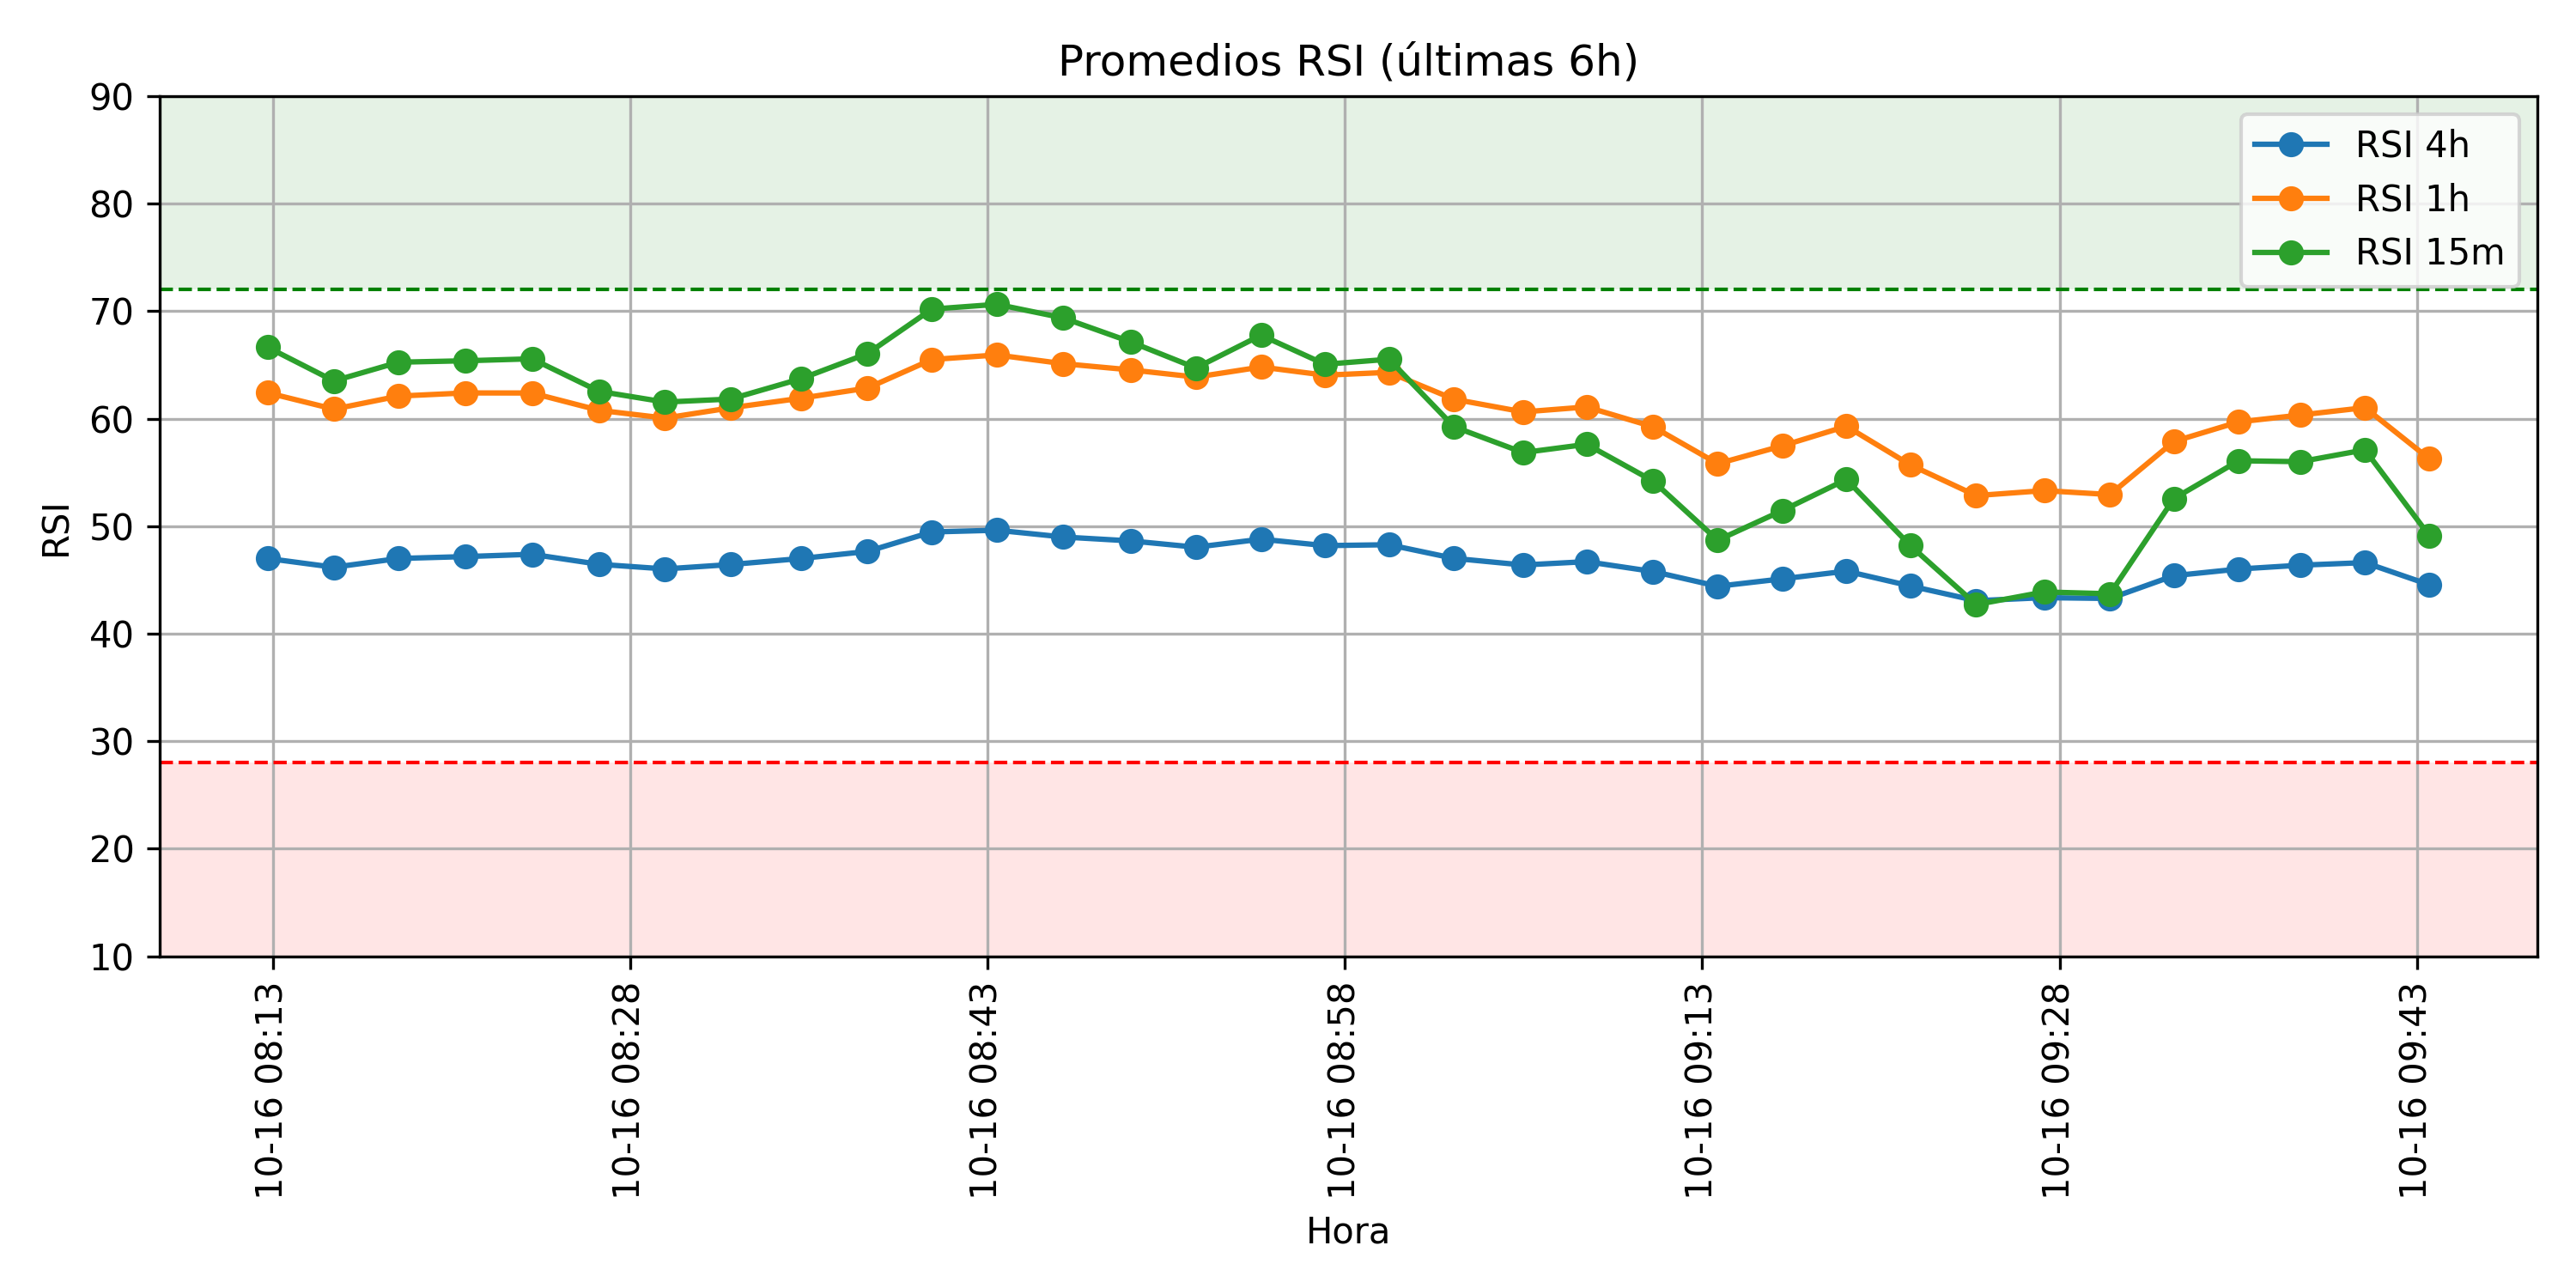 Promedios RSI (últimas 6h)
90
80
70
60
50
40
30
20
10
RSI
RSI 4h
RSI 1h
RSI 15m
10-16 08:13
10-16 08:28
10-16 08:43
10-16 08:58
10-16 09:13
10-16 09:28
10-16 09:43
Hora